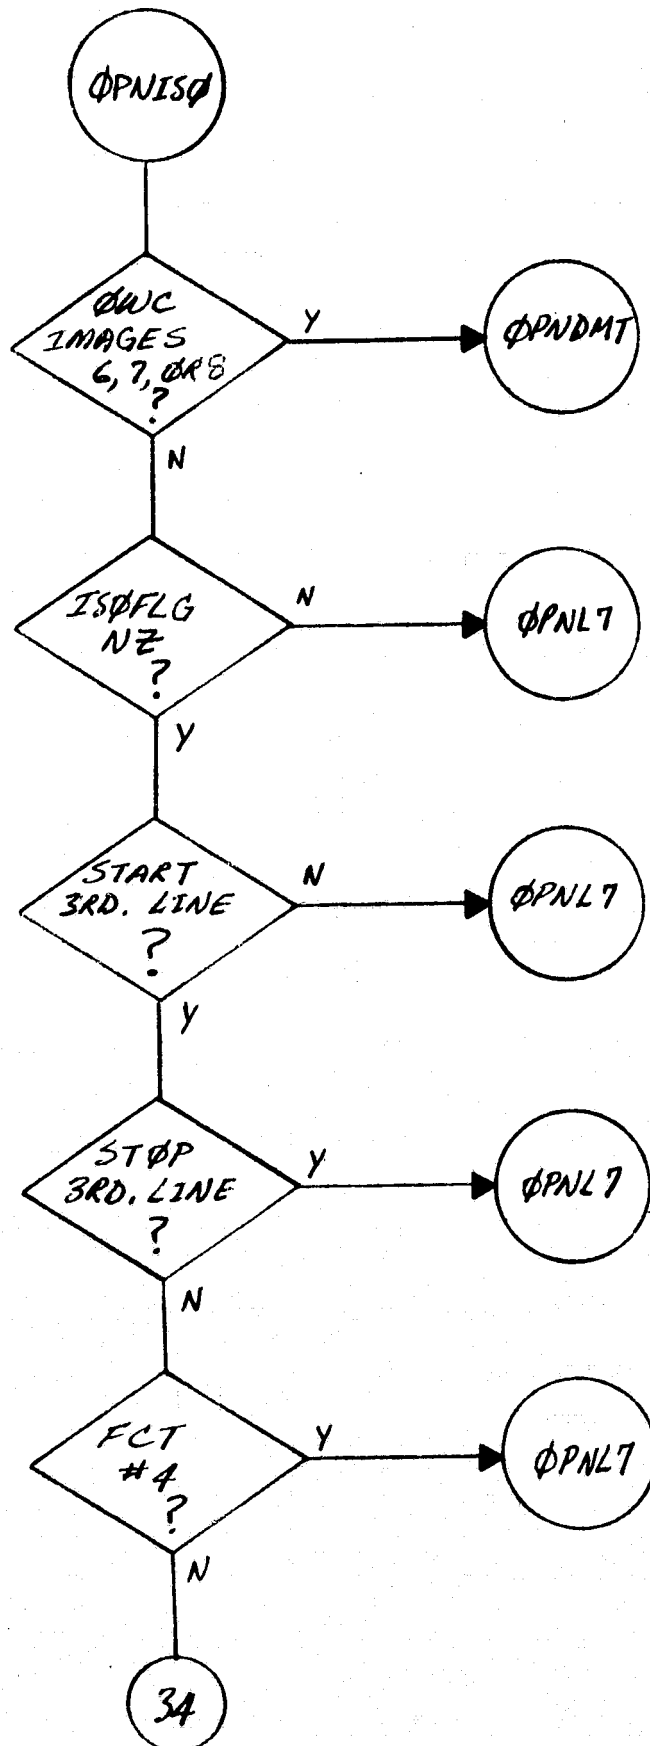 ØPNISØ
ØWC
IMAGES
6, 7, ØR 8
?
Y
ØPNDMT
N
ISØFLG
NZ
?
N
ØPNL7
Y
START
3RD. LINE
?
N
ØPNL7
Y
STØP
3RD. LINE
?
Y
ØPNL7
N
FCT
#4
?
Y
ØPNL7
N
34